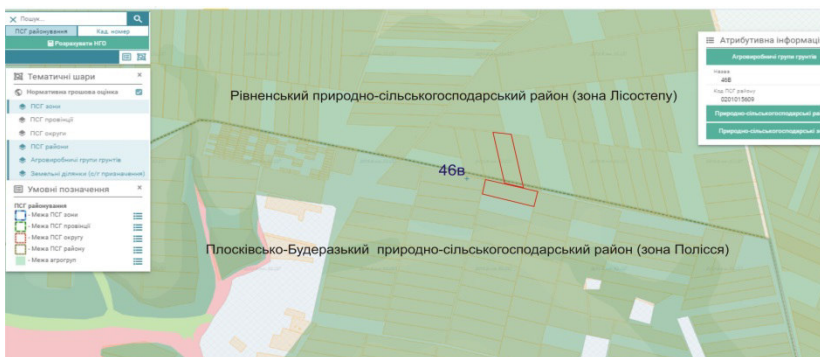 Пошук...
ПСГ районування
Кад. номер
Розрахувати НГО
Тематичні шари
Нормативна грошова оцінка
ПСГ зони
ПСГ провінції
ПСГ округи
ПСГ райони
Агровиробничі групи грунтів
Земельні ділянки (с/г призначення)
Умовні позначення
ПСГ районування
- Межа ПСГ зони
- Межа ПСГ провінції
- Межа ПСГ округу
- Межа ПСГ району
- Межа агрогруп
Рівненський природно-сільськогосподарський район (зона Лісостепу)
46в
Плосківсько-Будеразький природно-сільськогосподарський район (зона Полісся)
Атрибутивна інформаці
Агровиробничі групи грунтів
Назва
46В
Код ПСГ району
0201015609
Природно-сільськогосподарські ра
Природно-сільськогосподарські